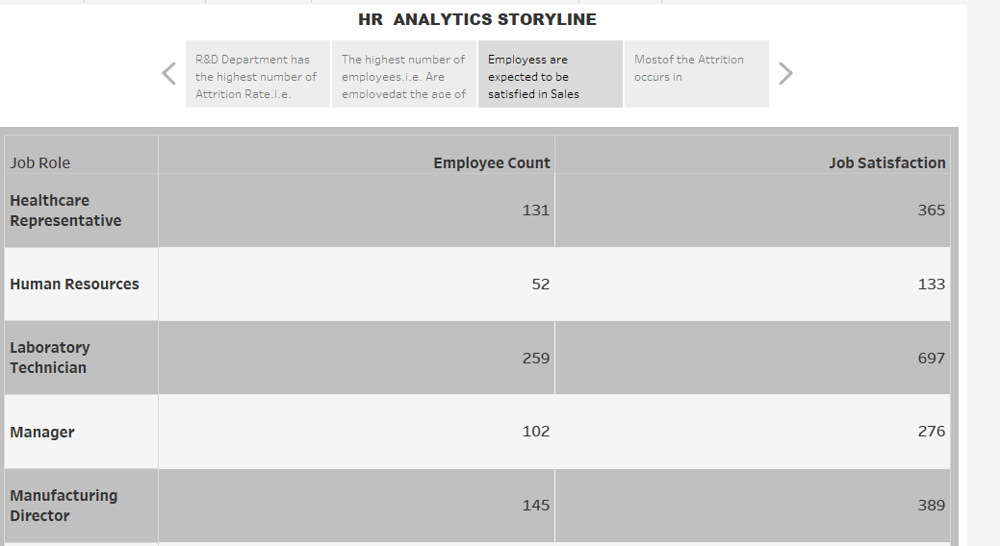 HR ANALYTICS STORYLINE
R&D Department has
the highest number of
Attrition Rate.i.e.
The highest number of
employees.i.e. Are
employedat the age of
Employess are
expected to be
satisfied in Sales
Mostof the Attrition
occurs in
Job Role Employee Count Job Satisfaction
Healthcare
Representative 131 365
Human Resources 52 133
Laboratory
Technician 259 697
Manager 102 276
Manufacturing
Director 145 389